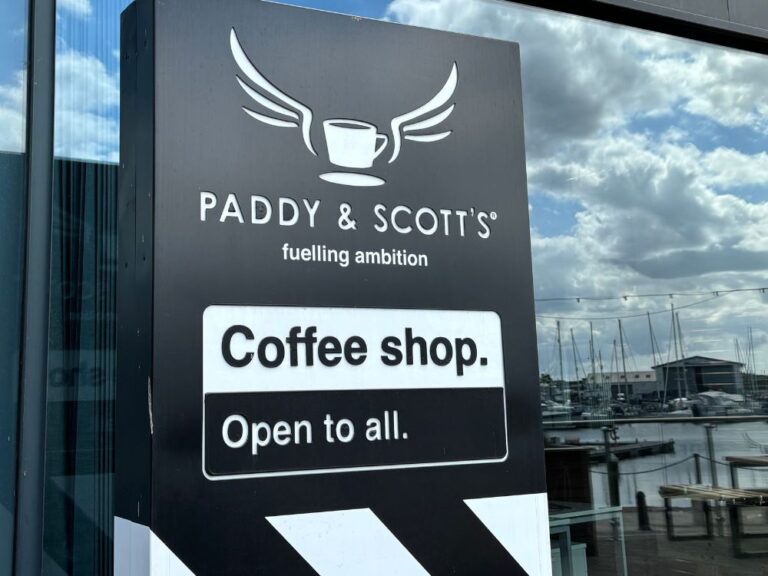 PADDY & SCOTT'S®
fuelling ambition
Coffee shop.
Open to all.